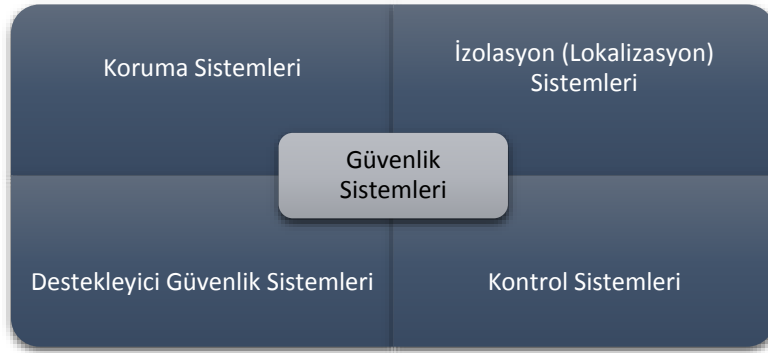 Koruma Sistemleri
İzolasyon (Lokalizasyon)
Sistemleri
Güvenlik
Sistemleri
Destekleyici Güvenlik Sistemleri
Kontrol Sistemleri